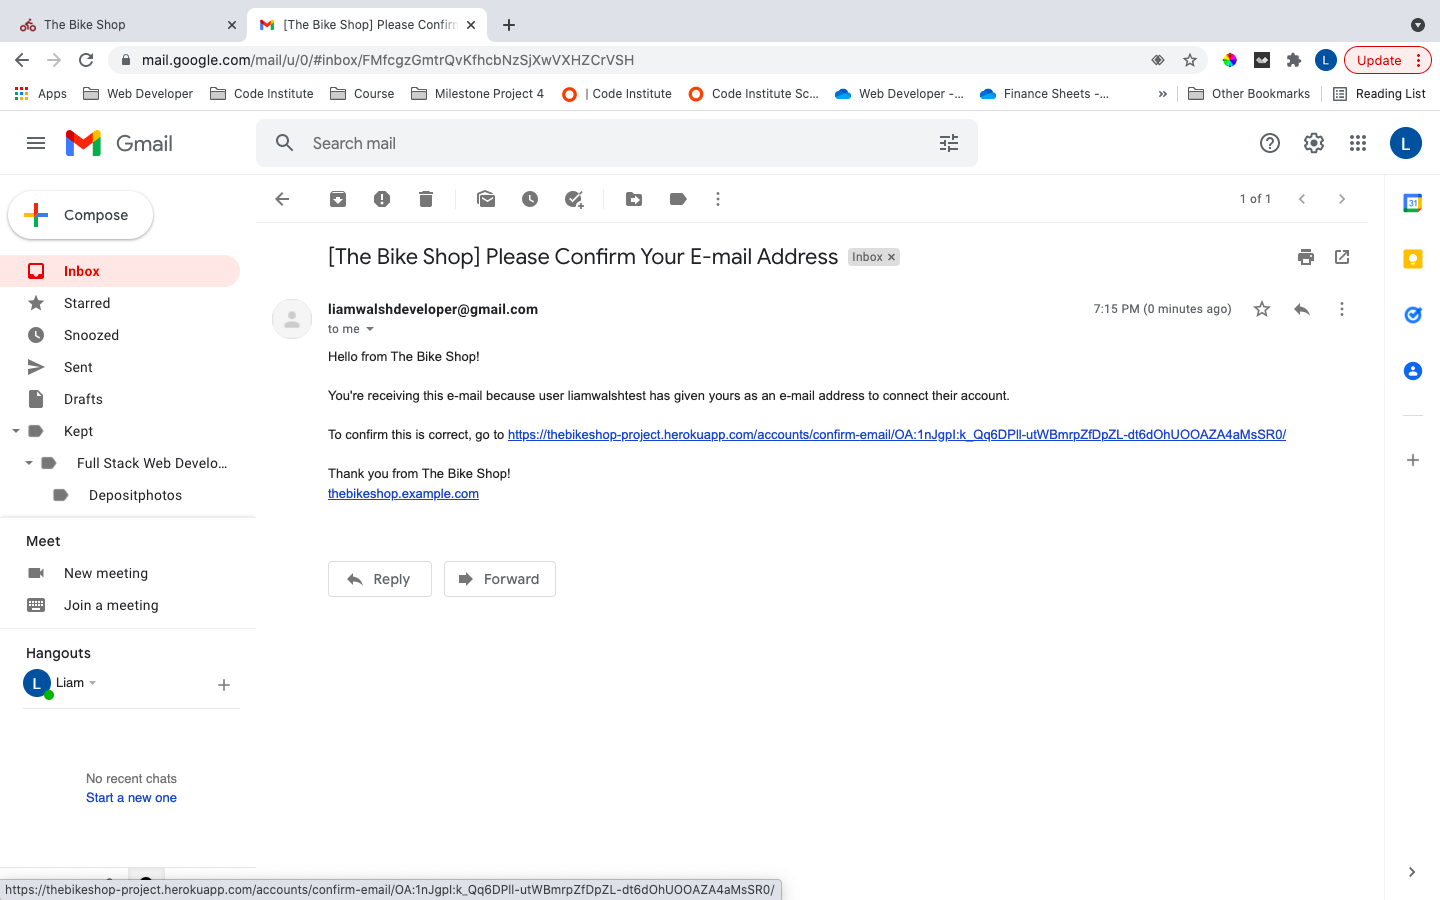 The Bike Shop
[The Bike Shop] Please Confirm
mail.google.com/mail/u/0/#inbox/FMfcgzGmtrQvKfhcbNzSjXwVXHZCrVSH
L
Update
Apps
Web Developer
Code Institute
Course
Milestone Project 4
| Code Institute
Code Institute Sc...
Web Developer -...
Finance Sheets -...
»
Other Bookmarks
Reading List
Gmail
Search mail
L
Compose
1 of 1
31
Inbox
Starred
Snoozed
Sent
Drafts
Kept
Full Stack Web Develo...
Depositphotos
Meet
New meeting
Join a meeting
Hangouts
L
Liam
No recent chats
Start a new one
[The Bike Shop] Please Confirm Your E-mail Address
Inbox ×
liamwalshdeveloper@gmail.com
7:15 PM (0 minutes ago)
to me
Hello from The Bike Shop!
You're receiving this e-mail because user liamwalshtest has given yours as an e-mail address to connect their account.
To confirm this is correct, go to https://thebikeshop-project.herokuapp.com/accounts/confirm-email/OA:1nJgpI:k_Qq6DPlI-utWBmrpZfDpZL-dt6dOhUOOAZA4aMsSR0/
Thank you from The Bike Shop!
thebikeshop.example.com
Reply
Forward
https://thebikeshop-project.herokuapp.com/accounts/confirm-email/OA:1nJgpI:k_Qq6DPlI-utWBmrpZfDpZL-dt6dOhUOOAZA4aMsSR0/